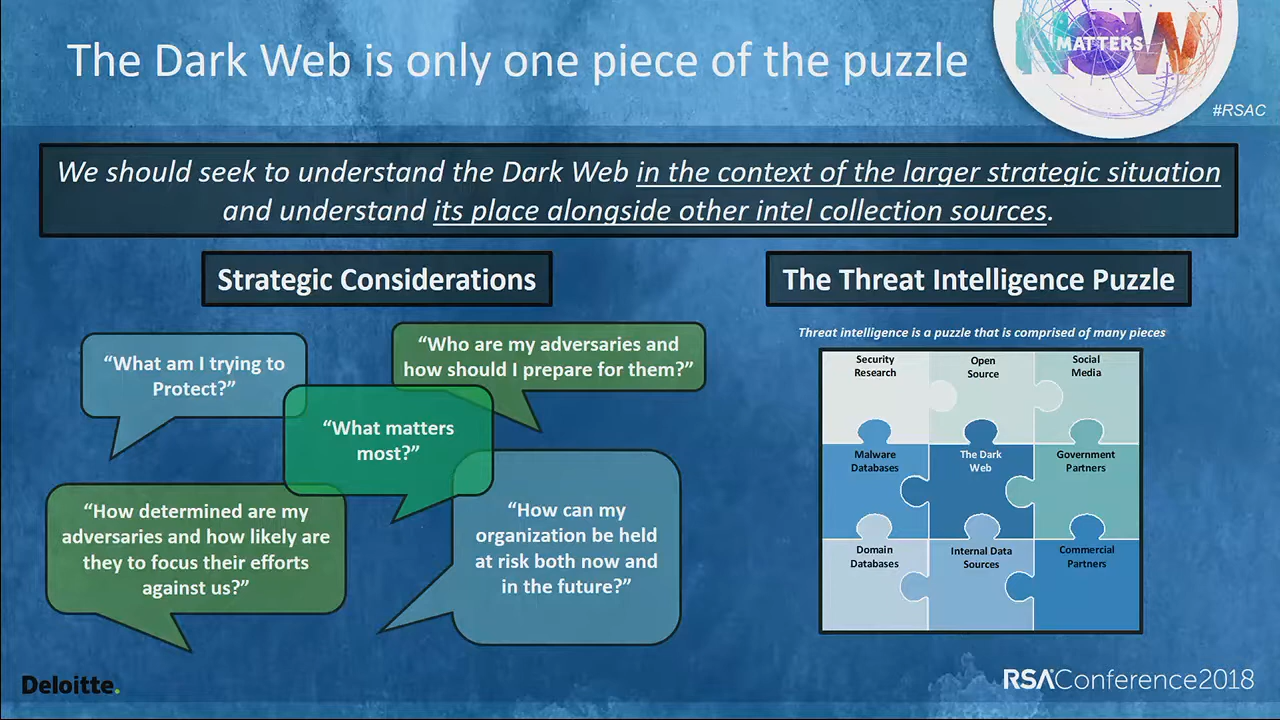 The Dark Web is only one piece of the puzzle
NOW
MATTERS
#RSAC
We should seek to understand the Dark Web in the context of the larger strategic situation
and understand its place alongside other intel collection sources.
Strategic Considerations
“What am I trying to
Protect?”
“Who are my adversaries and
how should I prepare for them?”
“What matters
most?”
“How determined are my
adversaries and how likely are
they to focus their efforts
against us?”
“How can my
organization be held
at risk both now and
in the future?”
The Threat Intelligence Puzzle
Threat intelligence is a puzzle that is comprised of many pieces
Security
Research
Open
Source
Social
Media
Malware
Databases
The Dark
Web
Government
Partners
Domain
Databases
Internal Data
Sources
Commercial
Partners
Deloitte.
RSAConference2018